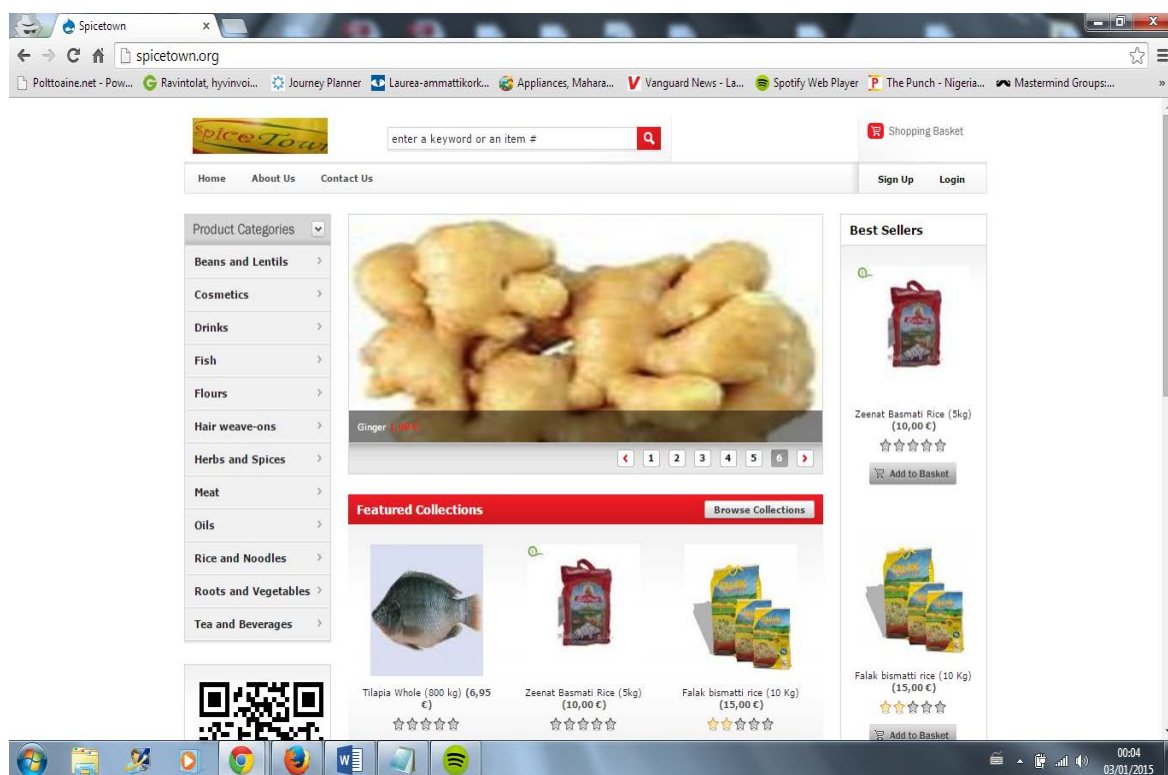 Spicetown
spicetown.org
Polttoaine.net - Pow...
Ravintolat, hyvinvoi...
Journey Planner
Laurea-ammattikork...
Appliances, Mahara...
Vanguard News - La...
Spotify Web Player
The Punch - Nigeria...
Mastermind Groups:...
»
Spice Town
enter a keyword or an item #
Shopping Basket
Home
About Us
Contact Us
Sign Up
Login
Product Categories
Beans and Lentils
Cosmetics
Drinks
Fish
Flours
Hair weave-ons
Herbs and Spices
Meat
Oils
Rice and Noodles
Roots and Vegetables
Tea and Beverages
Ginger
1
2
3
4
5
6
Featured Collections
Browse Collections
Tilapia Whole (800 kg) (6,95
€)
Zeenat Basmati Rice (5kg)
(10,00 €)
Falak bismatti rice (10 Kg)
(15,00 €)
Best Sellers
Zeenat Basmati Rice (5kg)
(10,00 €)
Add to Basket
Falak bismatti rice (10 Kg)
(15,00 €)
Add to Basket
00:04
03/01/2015